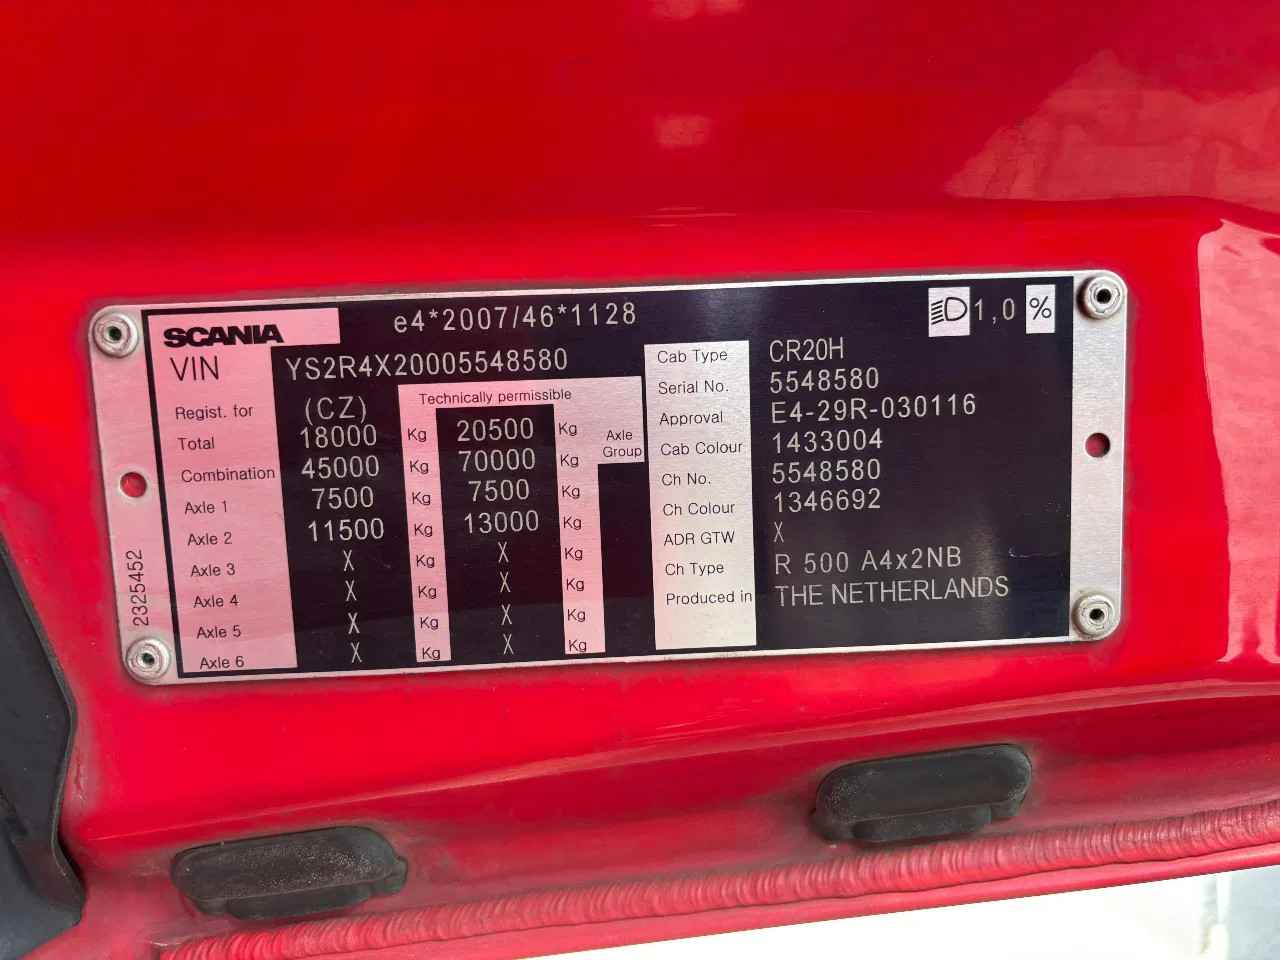 SCANIA e4*2007/46*1128 1,0 %
VIN YS2R4X20005548580
Regist. for (CZ) Technically permissible
Total 18000 Kg 20500 Kg Axle Group
Combination 45000 Kg 70000 Kg
Axle 1 7500 Kg 7500 Kg
Axle 2 11500 Kg 13000 Kg
Axle 3 X Kg X Kg
Axle 4 X Kg X Kg
Axle 5 X Kg X Kg
Axle 6 X Kg X Kg
Cab Type CR20H
Serial No. 5548580
Approval E4-29R-030116
Cab Colour 1433004
Ch No. 5548580
Ch Colour 1346692
ADR GTW X
Ch Type R 500 A4x2NB
Produced in THE NETHERLANDS
2325452